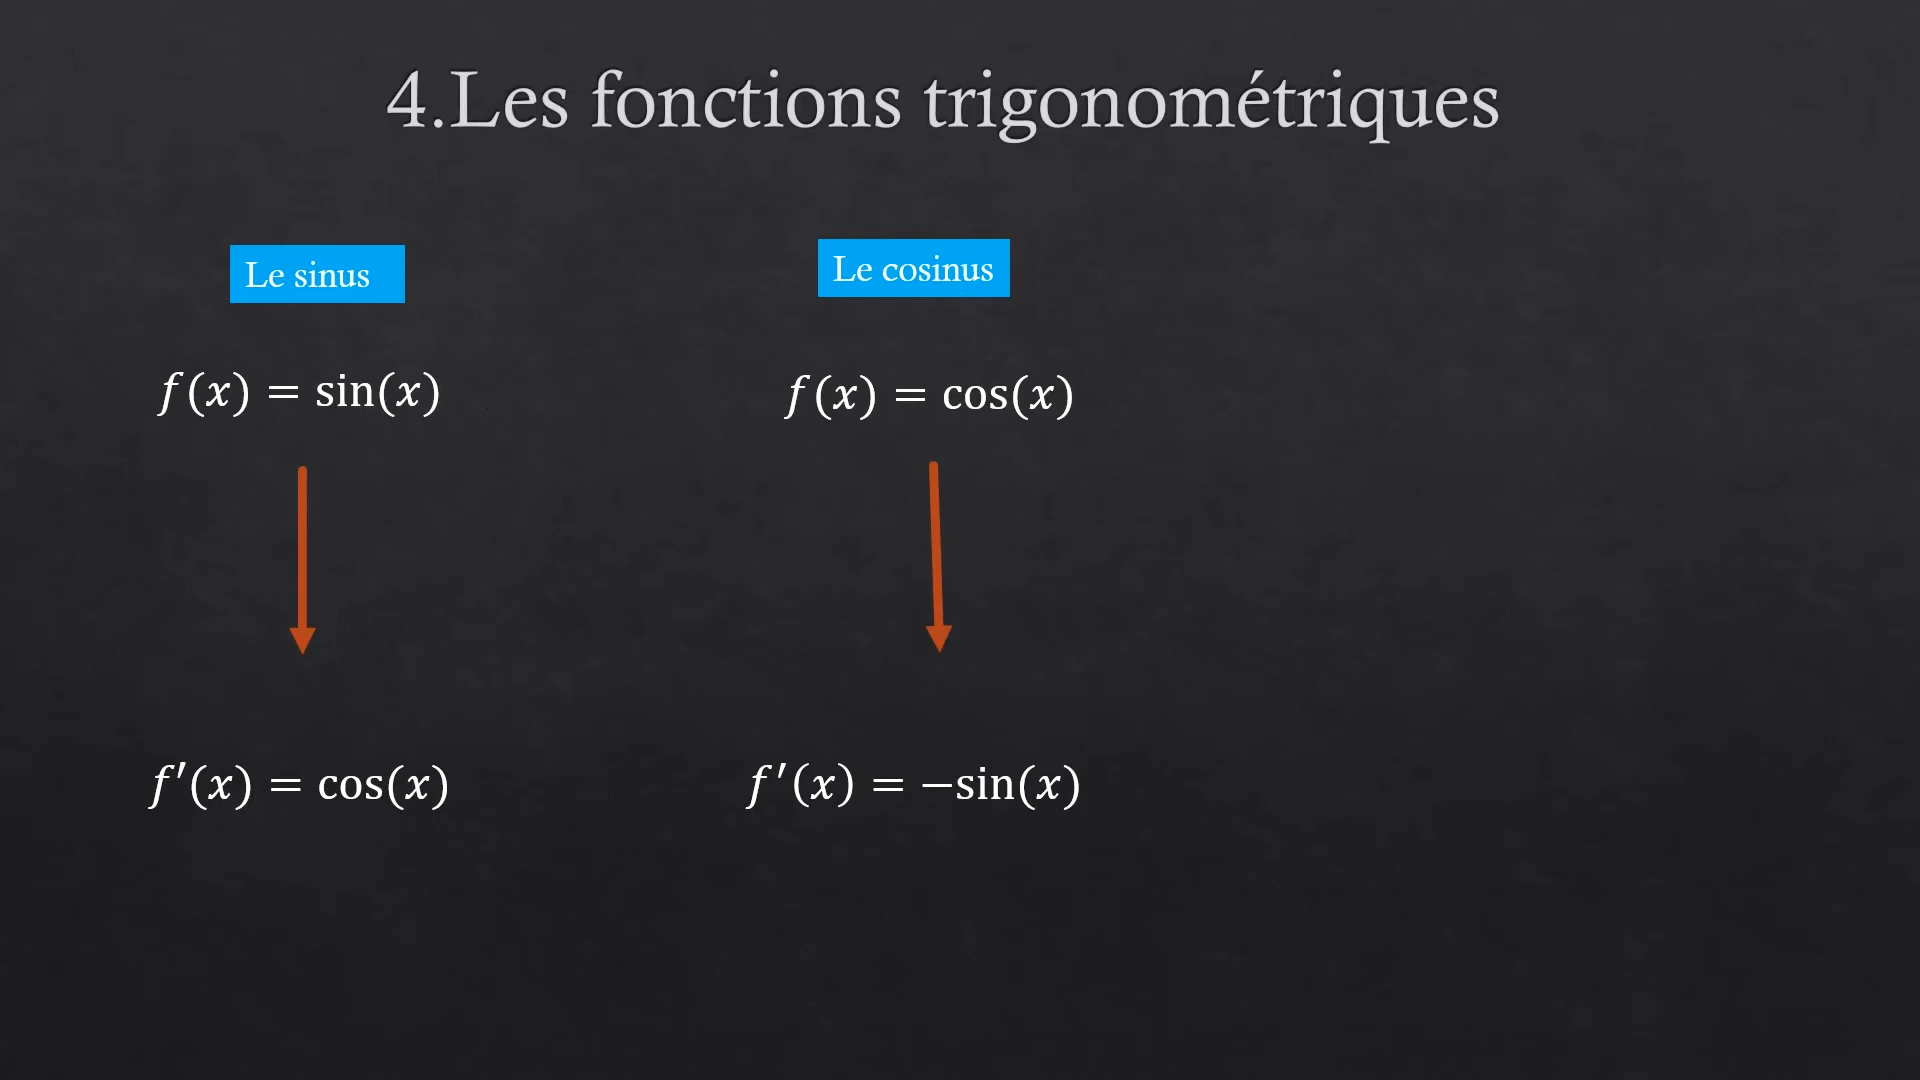 4.Les fonctions trigonométriques
Le sinus
f(x) = sin(x)
f′(x) = cos(x)
Le cosinus
f(x) = cos(x)
f′(x) = −sin(x)